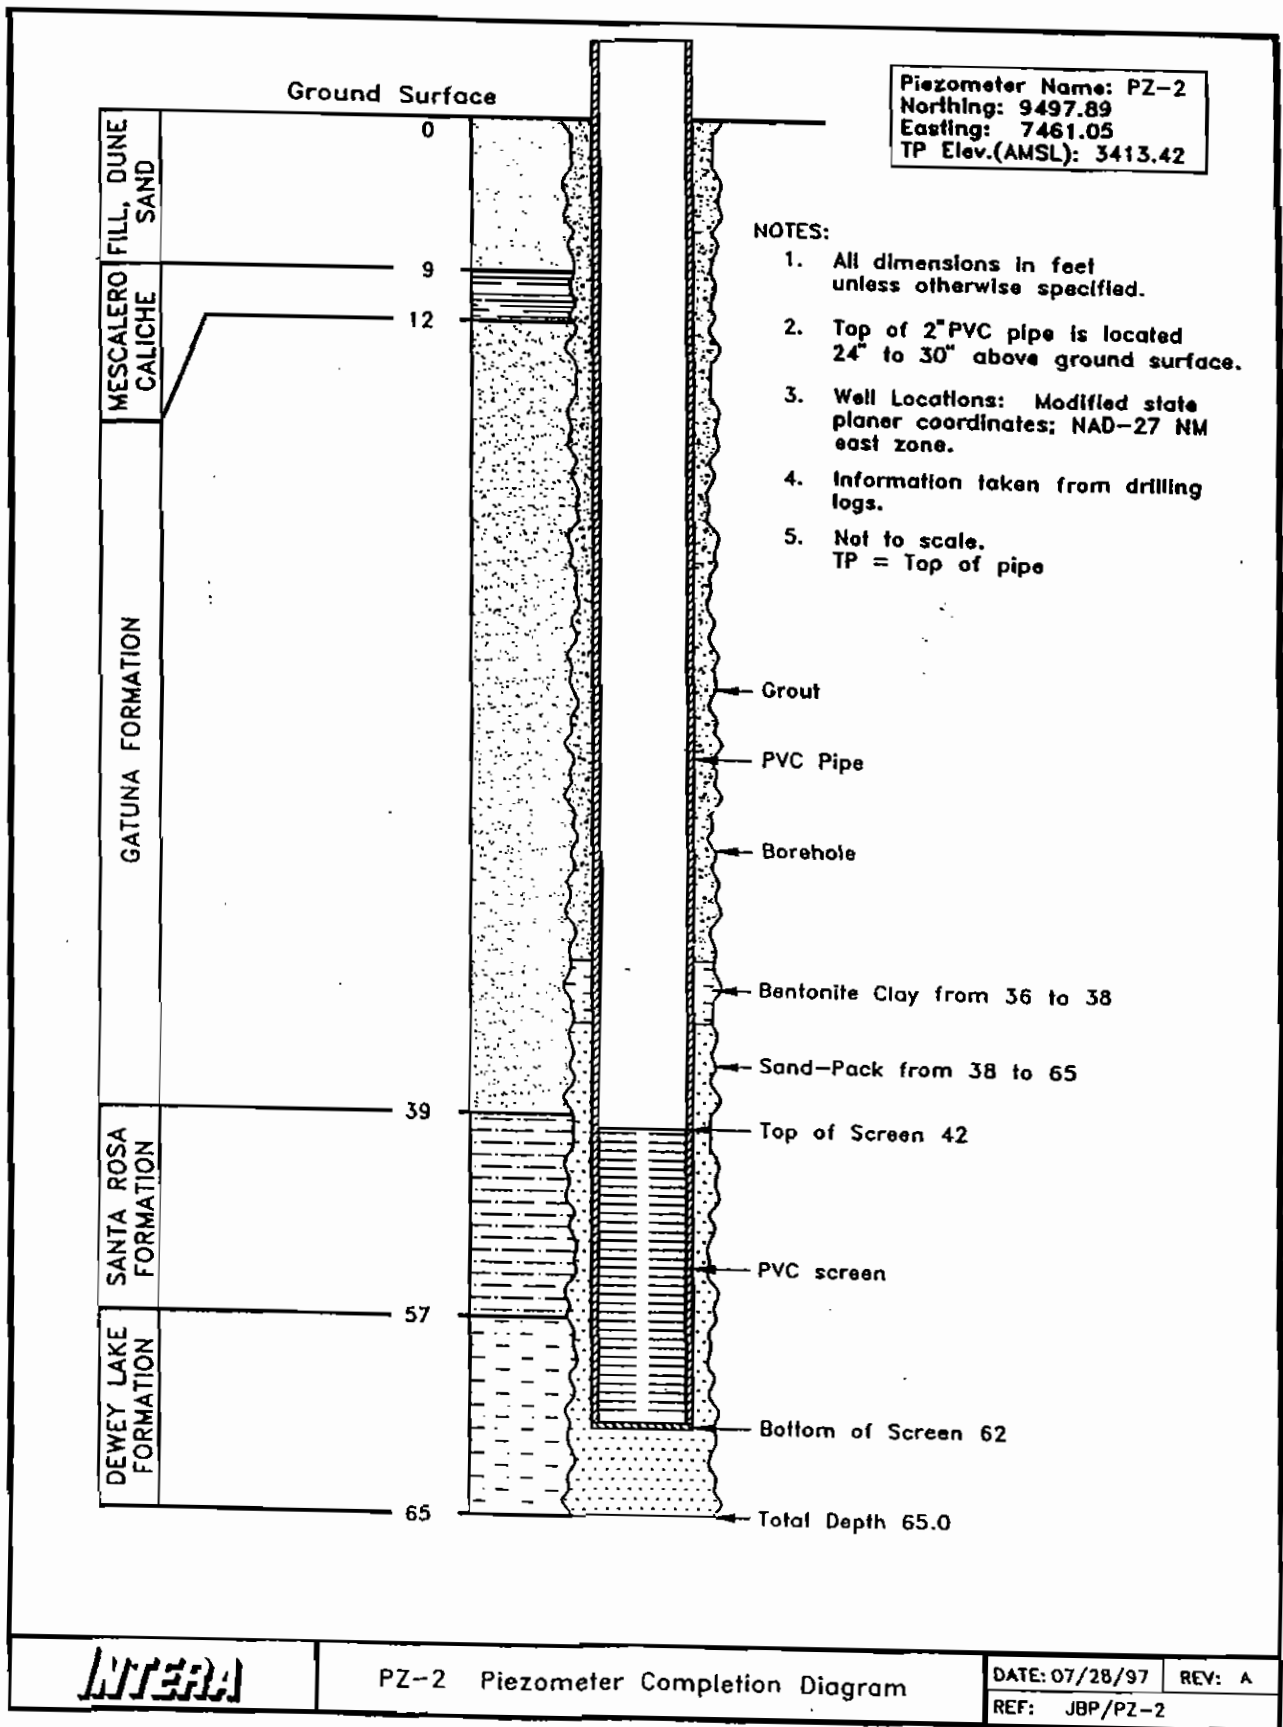 Ground Surface
Piezometer Name: PZ-2
Northing: 9497.89
Easting: 7461.05
TP Elev.(AMSL): 3413.42
FILL, DUNE
SAND
0
9
MESCALERO
CALICHE
12
NOTES:
1. All dimensions in feet
unless otherwise specified.
2. Top of 2" PVC pipe is located
24" to 30" above ground surface.
3. Well Locations: Modified state
planer coordinates; NAD-27 NM
east zone.
4. Information taken from drilling
logs.
5. Not to scale.
TP = Top of pipe
GATUNA FORMATION
Grout
PVC Pipe
Borehole
Bentonite Clay from 36 to 38
Sand-Pack from 38 to 65
39
Top of Screen 42
SANTA ROSA
FORMATION
PVC screen
57
DEWEY LAKE
FORMATION
Bottom of Screen 62
65
Total Depth 65.0
INTERA
PZ-2 Piezometer Completion Diagram
DATE: 07/28/97
REV: A
REF: JBP/PZ-2